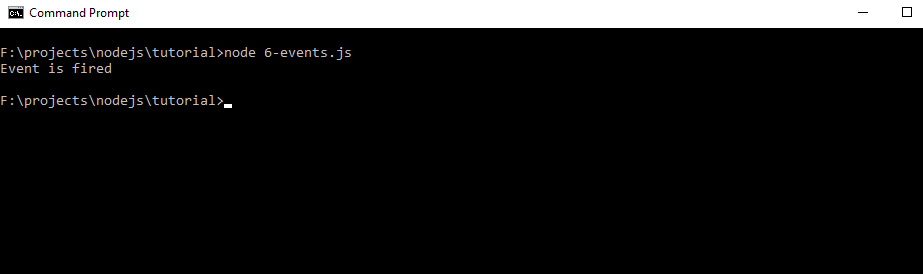 Command Prompt
F:\projects\nodejs\tutorial>node 6-events.js
Event is fired
F:\projects\nodejs\tutorial>